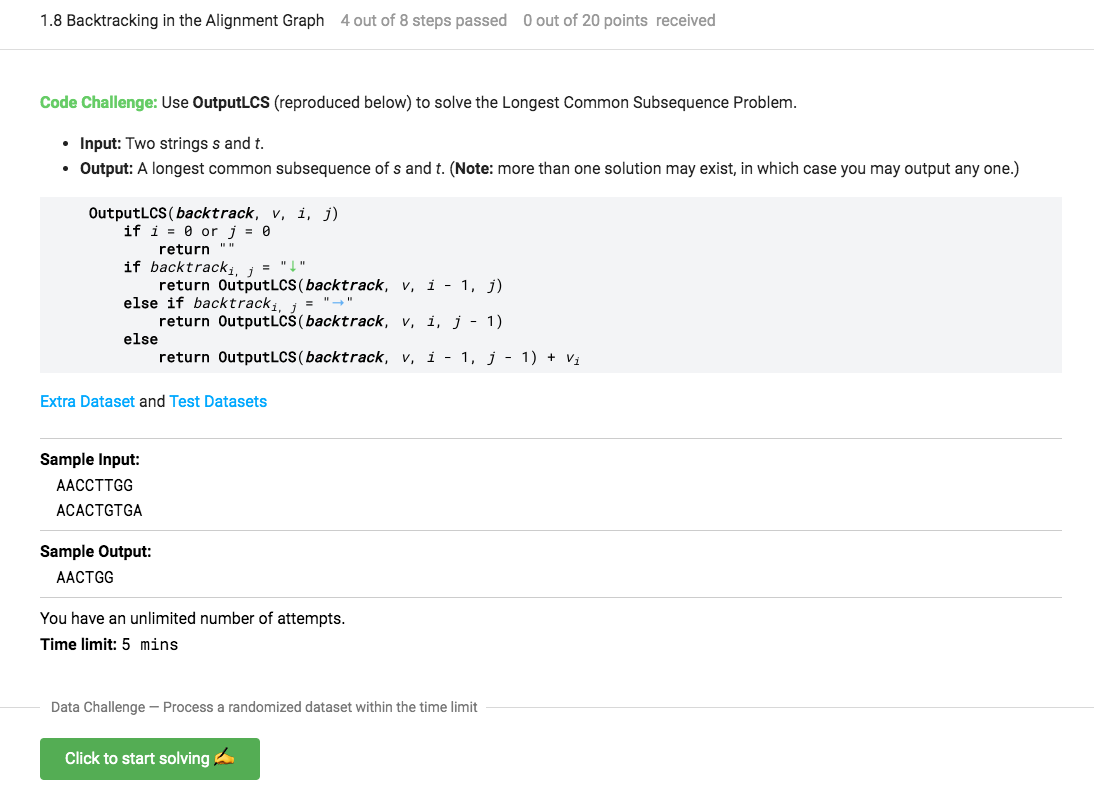 1.8 Backtracking in the Alignment Graph 4 out of 8 steps passed 0 out of 20 points received
Code Challenge: Use OutputLCS (reproduced below) to solve the Longest Common Subsequence Problem.
• Input: Two strings s and t.
• Output: A longest common subsequence of s and t. (Note: more than one solution may exist, in which case you may output any one.)
OutputLCS(backtrack, v, i, j)
if i = 0 or j = 0
return ""
if backtracki, j = "↓"
return OutputLCS(backtrack, v, i - 1, j)
else if backtracki, j = "→"
return OutputLCS(backtrack, v, i, j - 1)
else
return OutputLCS(backtrack, v, i - 1, j - 1) + vi
Extra Dataset and Test Datasets
Sample Input:
AACCTTGG
ACACTGTGA
Sample Output:
AACTGG
You have an unlimited number of attempts.
Time limit: 5 mins
Data Challenge — Process a randomized dataset within the time limit
Click to start solving ✍️